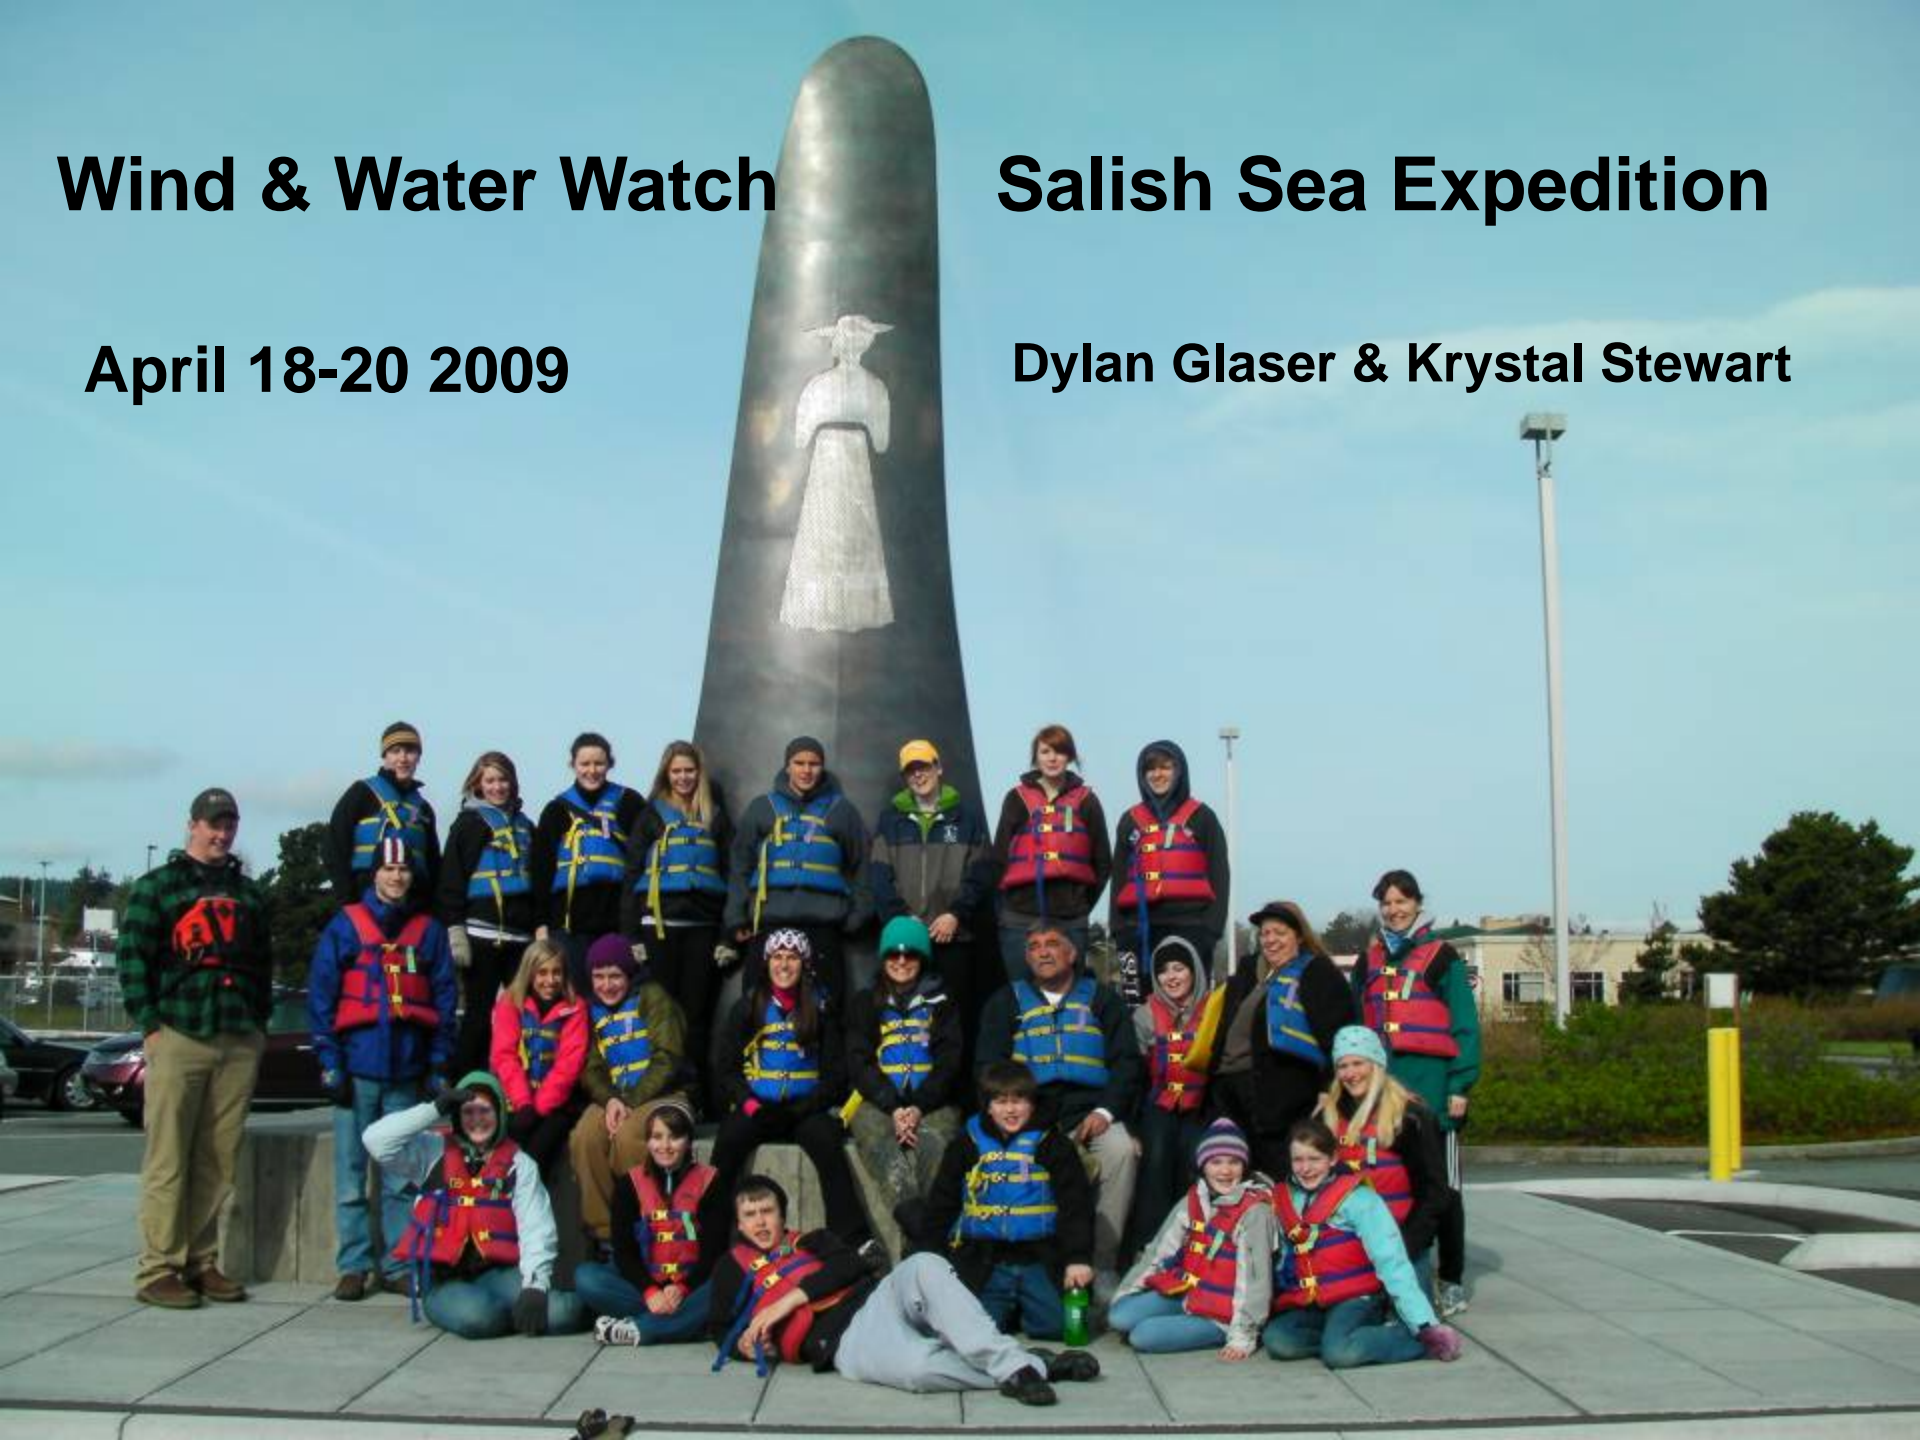 Wind & Water Watch
Salish Sea Expedition
April 18-20 2009
Dylan Glaser & Krystal Stewart